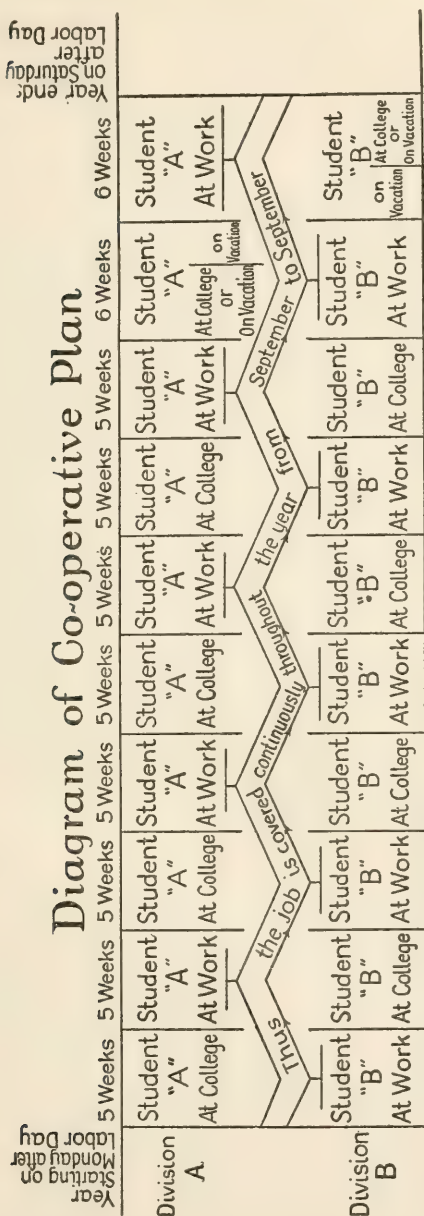 Diagram of Co-operative Plan
Year
Starting on
Monday after
Labor Day
5 Weeks
5 Weeks
5 Weeks
5 Weeks
5 Weeks
5 Weeks
5 Weeks
5 Weeks
6 Weeks
6 Weeks
Year ends
on Saturday
after
Labor Day
Division
A
Student
"A"
At College
Student
"A"
At Work
Student
"A"
At College
Student
"A"
At Work
Student
"A"
At College
Student
"A"
At Work
Student
"A"
At College
Student
"A"
At Work
Student
"A"
At College
or
On Vacation
on
Vacation
Student
"A"
At Work
Thus the job is covered continuously throughout the year from September to September
Division
B
Student
"B"
At Work
Student
"B"
At College
Student
"B"
At Work
Student
"B"
At College
Student
"B"
At Work
Student
"B"
At College
Student
"B"
At Work
Student
"B"
At College
Student
"B"
At Work
Student
"B"
on
Vacation
At College
or
On Vacation